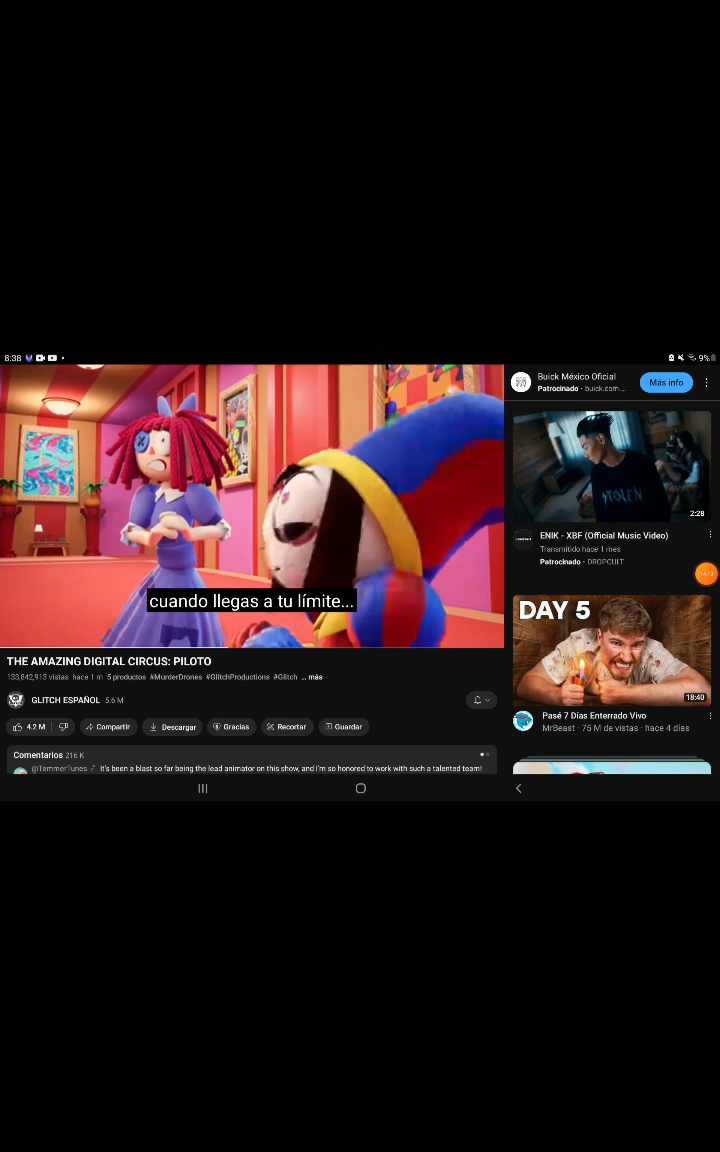 8:38
9%
cuando llegas a tu límite...
THE AMAZING DIGITAL CIRCUS: PILOTO
133,842,913 vistas hace 1 m 5 productos #MurderDrones #GlitchProductions #Glitch ... más
GLITCH ESPAÑOL 5.6 M
4.2 M
Compartir
Descargar
Gracias
Recortar
Guardar
Comentarios 216 K
@TemmerTunes It's been a blast so far being the lead animator on this show, and I'm so honored to work with such a talented team!
Buick México Oficial
Patrocinado · buick.com....
Más info
STOLEN
2:28
ENIK - XBF (Official Music Video)
Transmitido hace 1 mes
Patrocinado · DROPCULT
DAY 5
18:40
Pasé 7 Días Enterrado Vivo
MrBeast · 75 M de vistas · hace 4 días